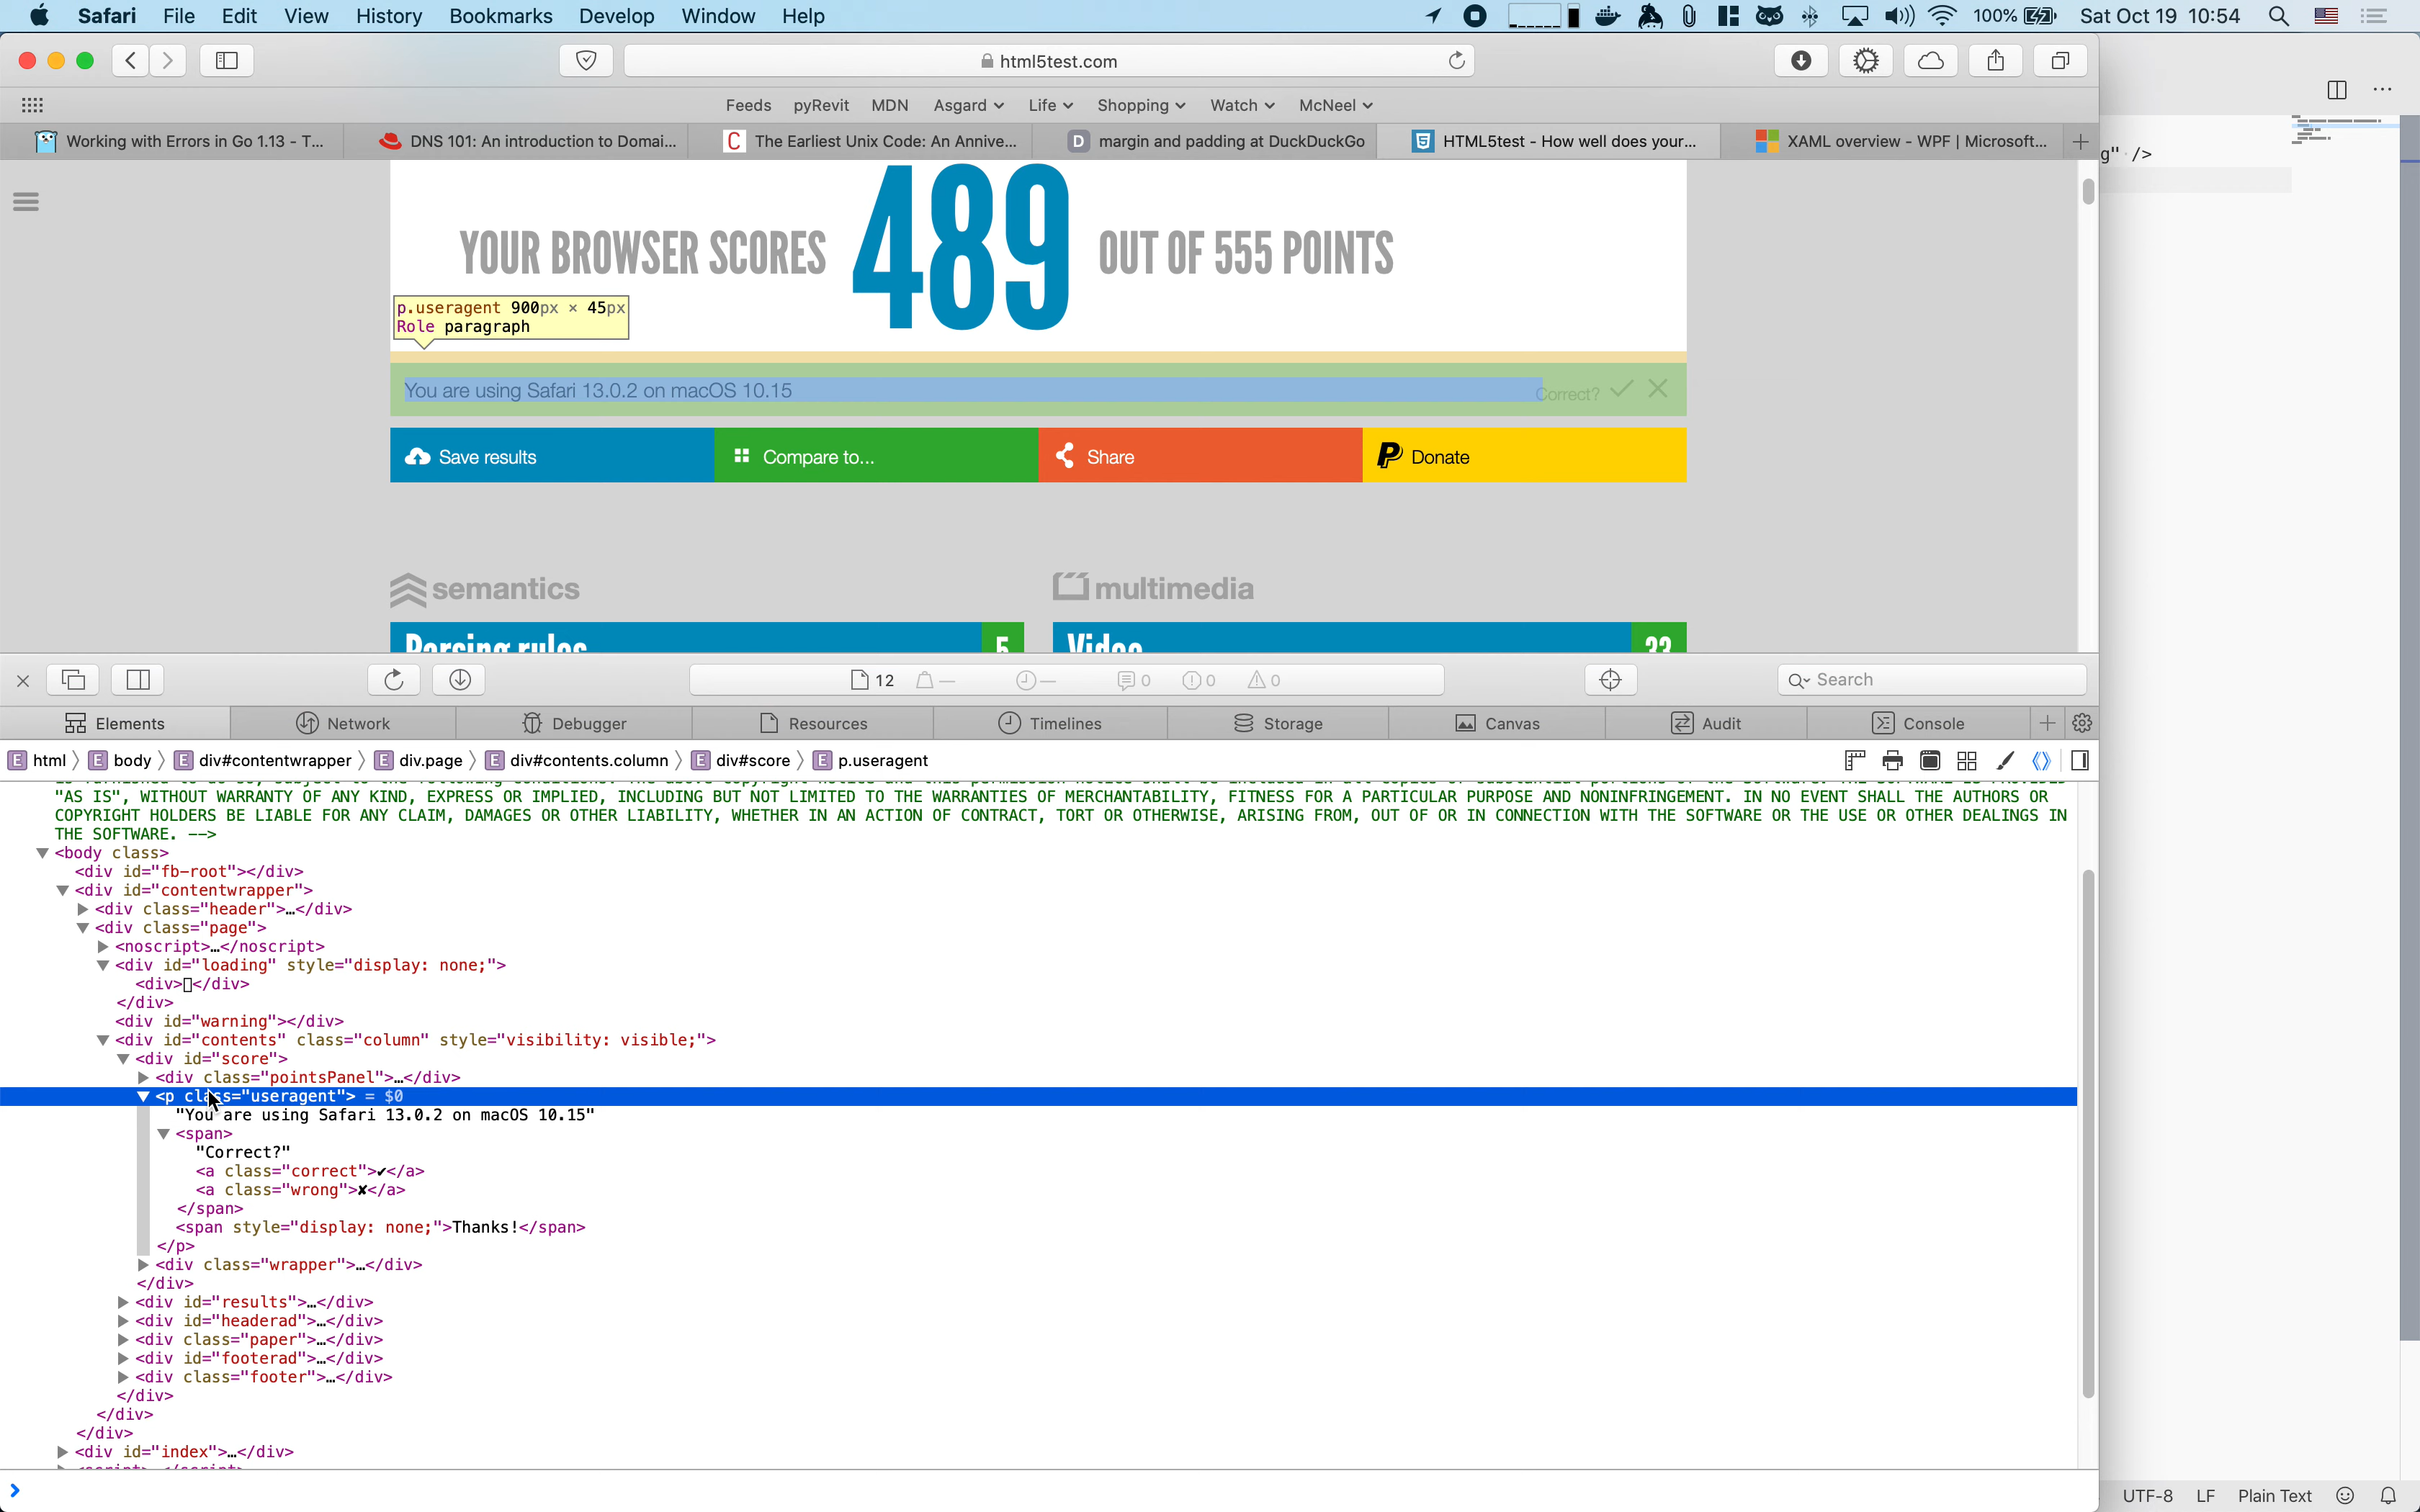 Safari File Edit View History Bookmarks Develop Window Help 100% Sat Oct 19 10:54
html5test.com
Feeds pyRevit MDN Asgard Life Shopping Watch McNeel
Working with Errors in Go 1.13 - T... DNS 101: An introduction to Domai... The Earliest Unix Code: An Annive... margin and padding at DuckDuckGo HTML5test - How well does your... XAML overview - WPF | Microsoft...
g" />
YOUR BROWSER SCORES 489 OUT OF 555 POINTS
p.useragent 900px × 45px
Role paragraph
You are using Safari 13.0.2 on macOS 10.15 Correct?
Save results Compare to... Share Donate
semantics multimedia
Parsing rules 5 Video 33
12 — — 0 0 0 Search
Elements Network Debugger Resources Timelines Storage Canvas Audit Console
E html E body E div#contentwrapper E div.page E div#contents.column E div#score E p.useragent
"AS IS", WITHOUT WARRANTY OF ANY KIND, EXPRESS OR IMPLIED, INCLUDING BUT NOT LIMITED TO THE WARRANTIES OF MERCHANTABILITY, FITNESS FOR A PARTICULAR PURPOSE AND NONINFRINGEMENT. IN NO EVENT SHALL THE AUTHORS OR
COPYRIGHT HOLDERS BE LIABLE FOR ANY CLAIM, DAMAGES OR OTHER LIABILITY, WHETHER IN AN ACTION OF CONTRACT, TORT OR OTHERWISE, ARISING FROM, OUT OF OR IN CONNECTION WITH THE SOFTWARE OR THE USE OR OTHER DEALINGS IN
THE SOFTWARE. -->
<body class>
<div id="fb-root"></div>
<div id="contentwrapper">
<div class="header">…</div>
<div class="page">
<noscript>…</noscript>
<div id="loading" style="display: none;">
<div></div>
</div>
<div id="warning"></div>
<div id="contents" class="column" style="visibility: visible;">
<div id="score">
<div class="pointsPanel">…</div>
<p class="useragent"> = $0
"You are using Safari 13.0.2 on macOS 10.15"
<span>
"Correct?"
<a class="correct">✔</a>
<a class="wrong">✘</a>
</span>
<span style="display: none;">Thanks!</span>
</p>
<div class="wrapper">…</div>
</div>
<div id="results">…</div>
<div id="headerad">…</div>
<div class="paper">…</div>
<div id="footerad">…</div>
<div class="footer">…</div>
</div>
</div>
</div>
<div id="index">…</div>
UTF-8 LF Plain Text